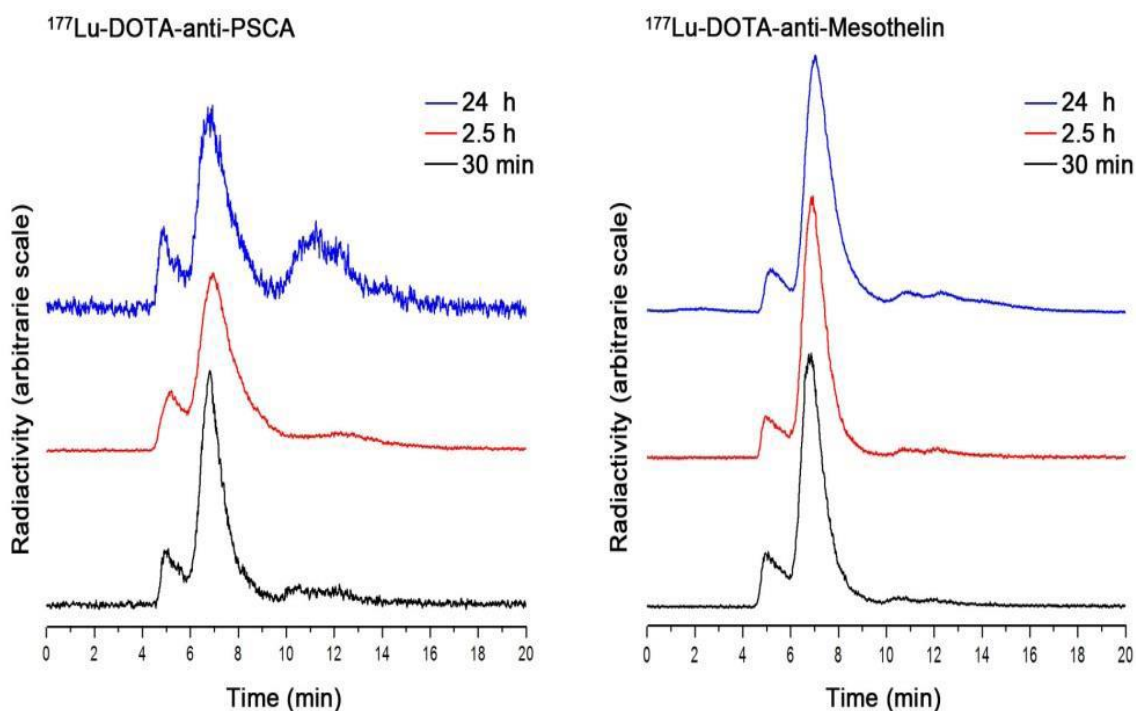 ¹⁷⁷Lu-DOTA-anti-PSCA
24 h
2.5 h
30 min
Radiactivity (arbitrarie scale)
0 2 4 6 8 10 12 14 16 18 20
Time (min)
¹⁷⁷Lu-DOTA-anti-Mesothelin
24 h
2.5 h
30 min
Radiactivity (arbitrarie scale)
0 2 4 6 8 10 12 14 16 18 20
Time (min)